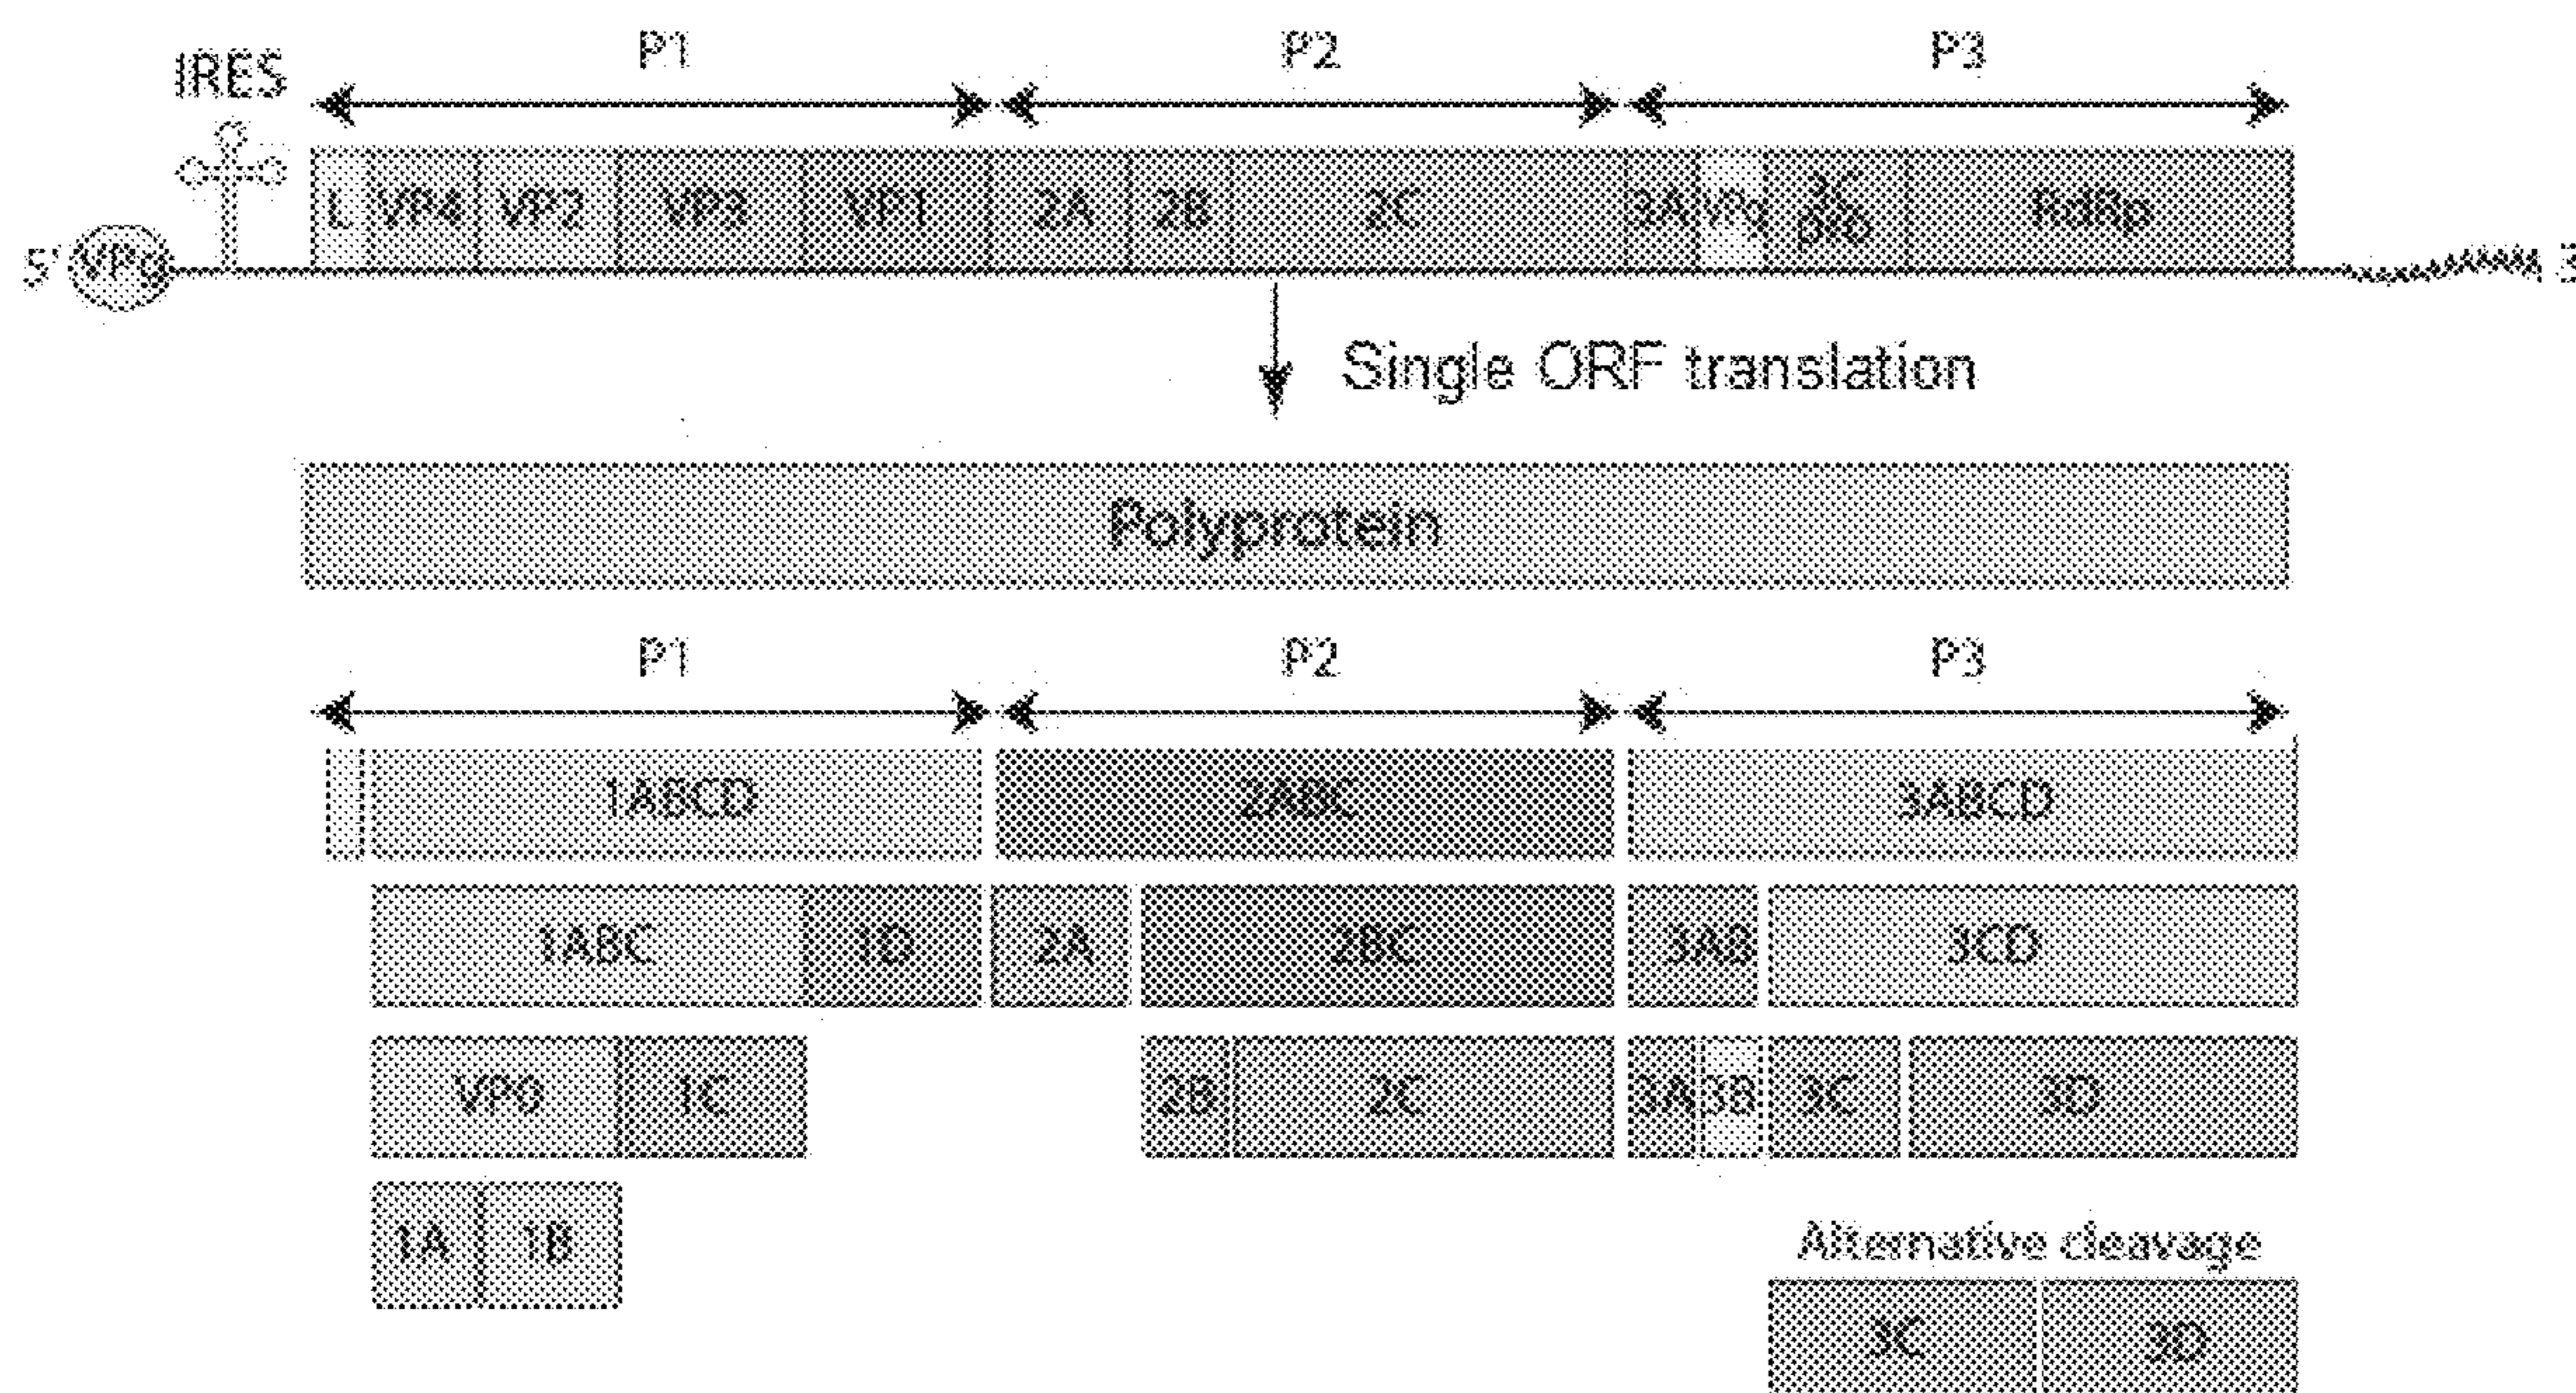 P1 P2 P3
IRES
L VP4 VP2 VP3 VP1 2A 2B 2C 3A VPg 3C pro RdRp
5' VPg 3
Single ORF translation
Polyprotein
P1 P2 P3
1ABCD 2ABC 3ABCD
1ABC 1D 2A 2BC 3AB 3CD
VP0 1C 2B 2C 3A 3B 3C 3D
1A 1B
Alternative cleavage
3C 3D